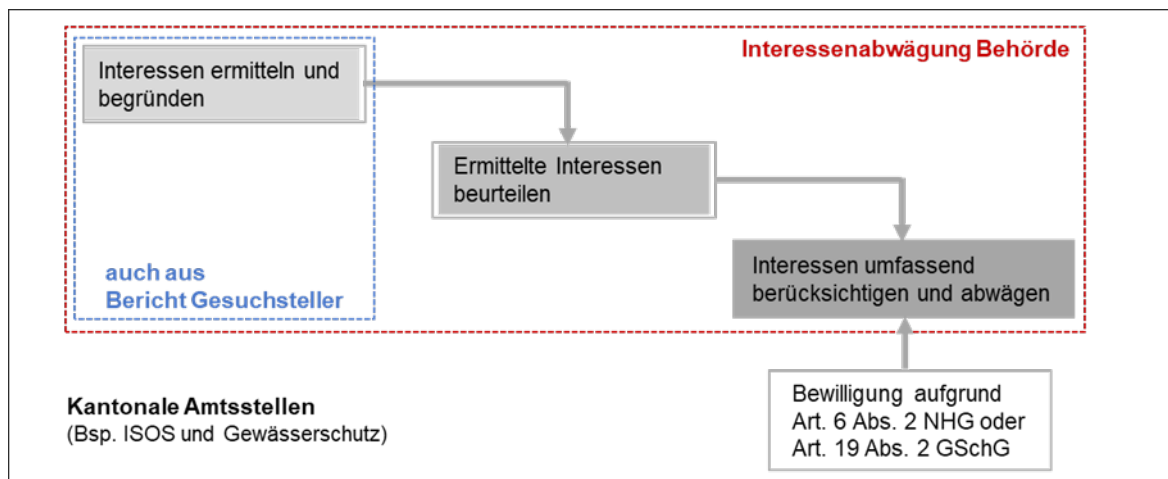 Interessenabwägung Behörde
Interessen ermitteln und
begründen
Ermittelte Interessen
beurteilen
auch aus
Bericht Gesuchsteller
Interessen umfassend
berücksichtigen und abwägen
Kantonale Amtsstellen
(Bsp. ISOS und Gewässerschutz)
Bewilligung aufgrund
Art. 6 Abs. 2 NHG oder
Art. 19 Abs. 2 GSchG